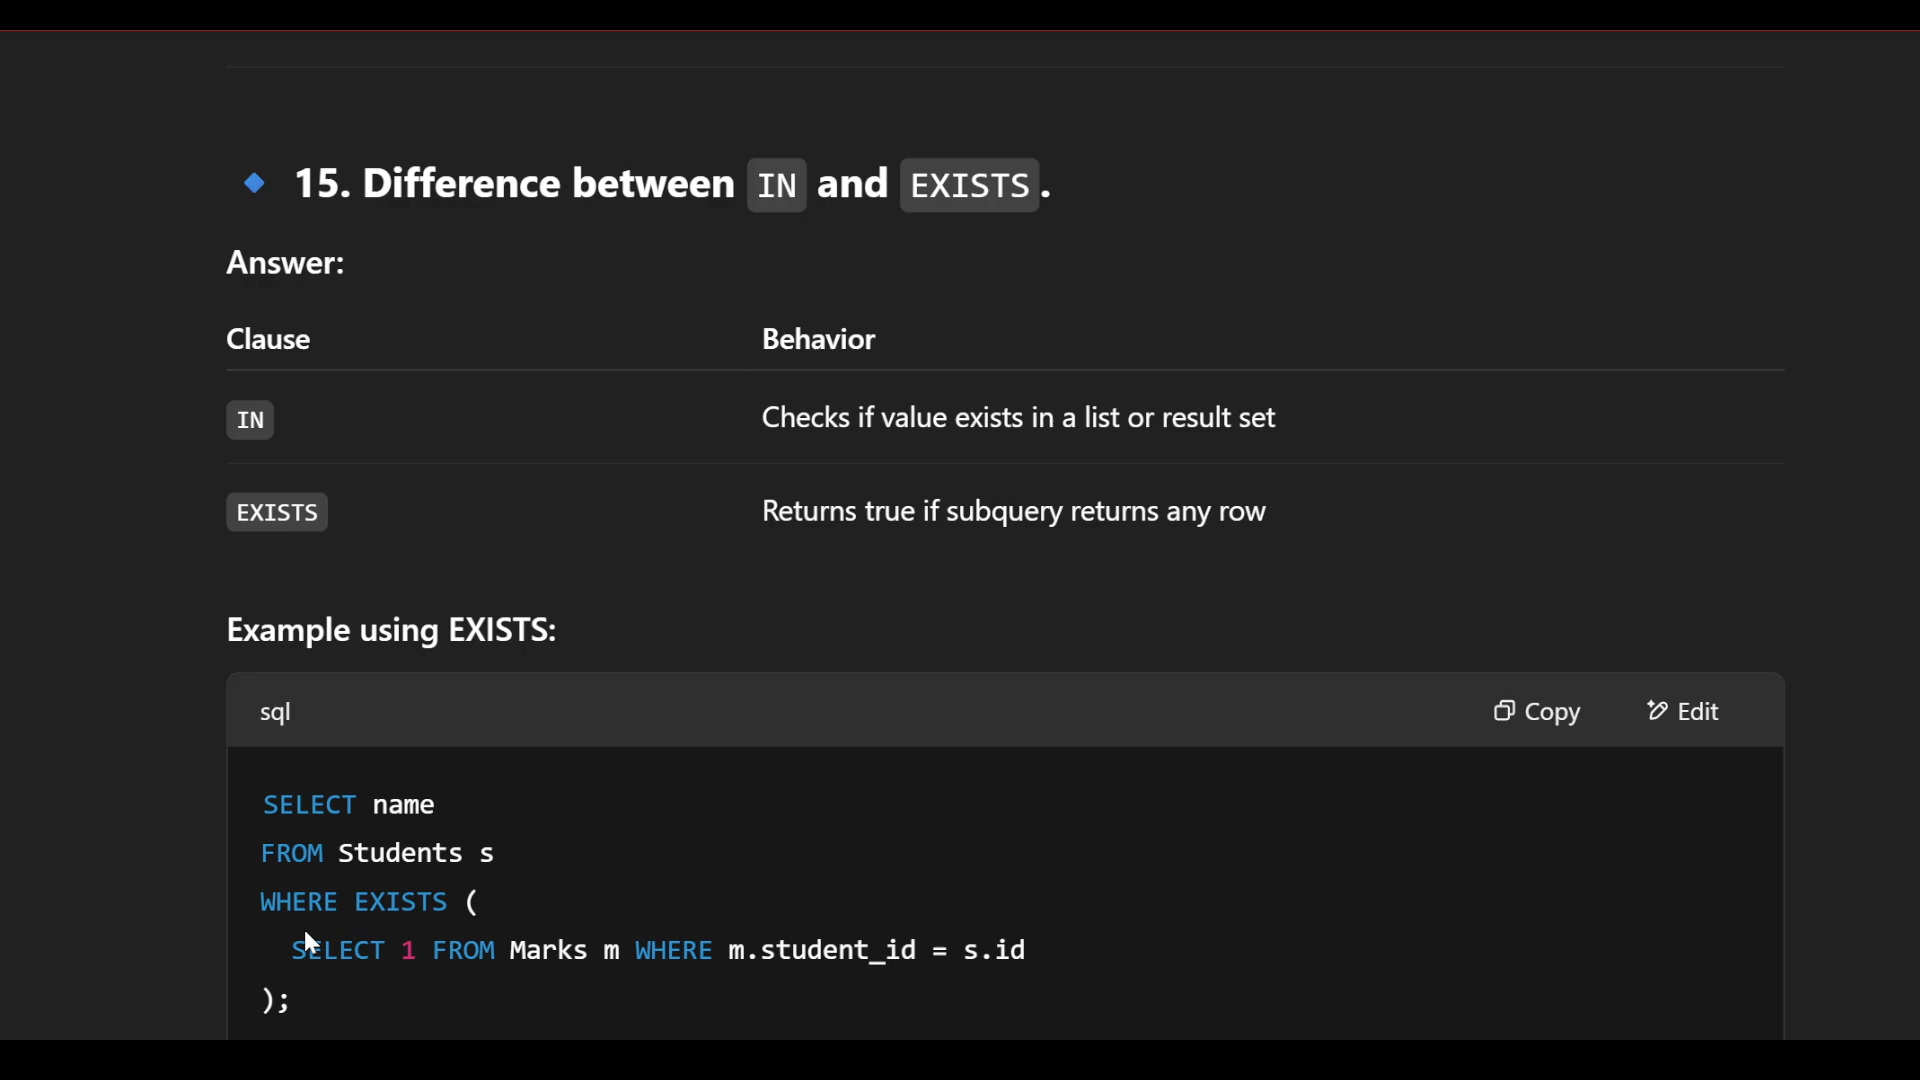 15. Difference between IN and EXISTS.
Answer:
Clause Behavior
IN Checks if value exists in a list or result set
EXISTS Returns true if subquery returns any row
Example using EXISTS:
sql Copy Edit
SELECT name
FROM Students s
WHERE EXISTS (
SELECT 1 FROM Marks m WHERE m.student_id = s.id
);